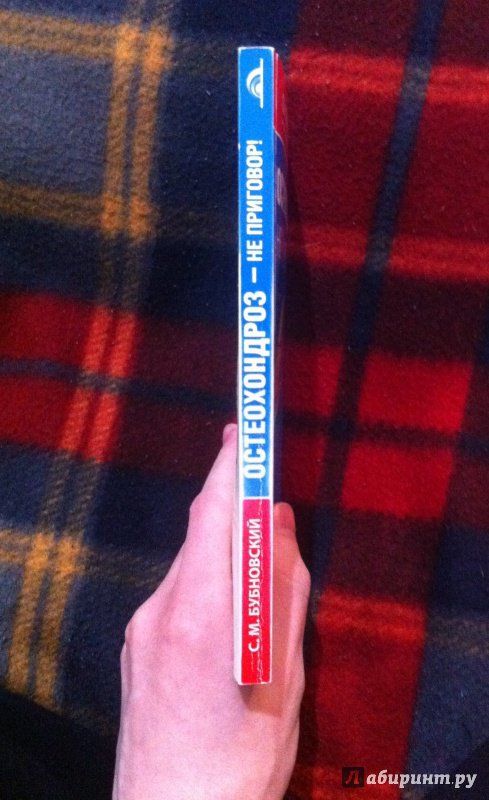 С. М. БУБНОВСКИЙ
ОСТЕОХОНДРОЗ – НЕ ПРИГОВОР!
Лабиринт.ру